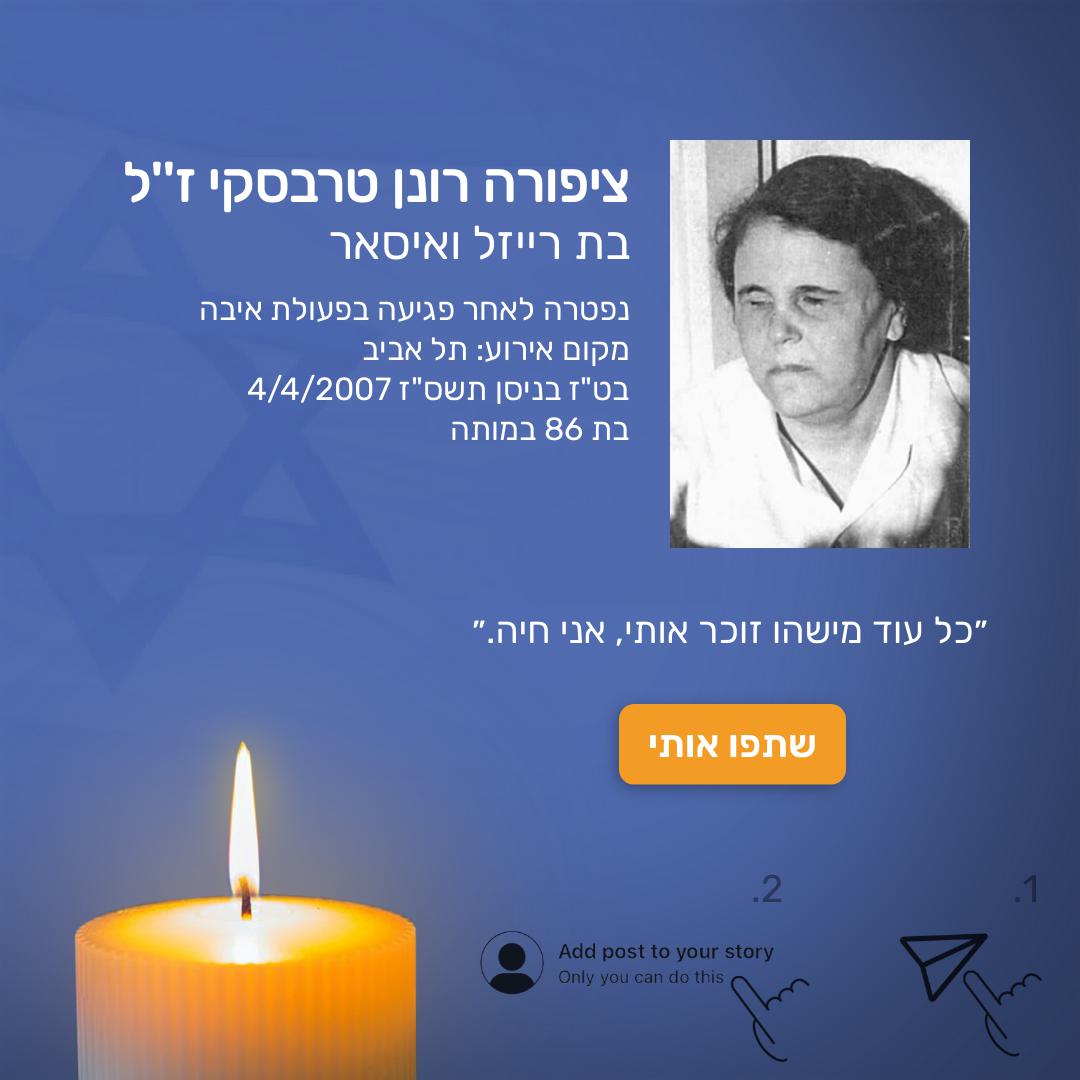 ציפורה רונן טרבסקי ז"ל
בת רייזל ואיסאר
נפטרה לאחר פגיעה בפעולת איבה
מקום אירוע: תל אביב
בט"ז בניסן תשס"ז 4/4/2007
בת 86 במותה
״כל עוד מישהו זוכר אותי, אני חיה.״
שתפו אותי
1.
2.
Add post to your story
Only you can do this